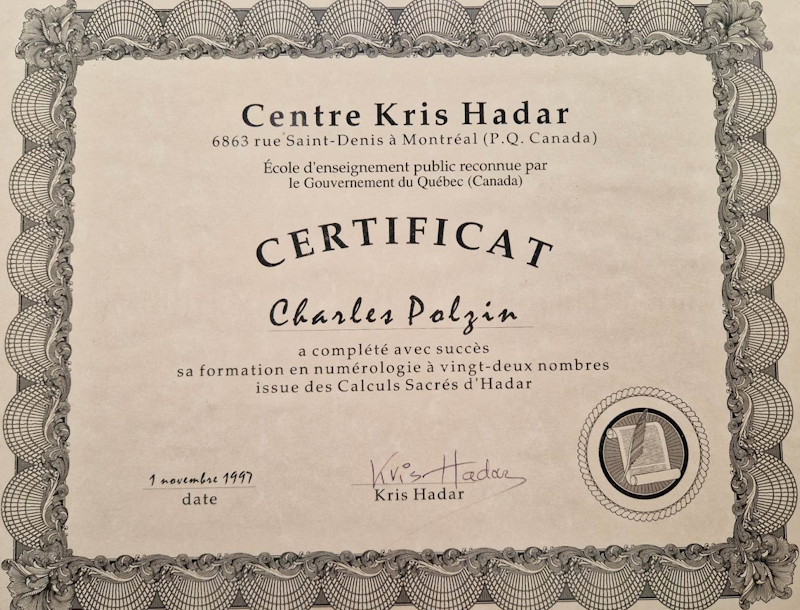 Centre Kris Hadar
6863 rue Saint-Denis à Montréal (P.Q. Canada)
École d'enseignement public reconnue par
le Gouvernement du Québec (Canada)
CERTIFICAT
Charles Polzin
a complété avec succès
sa formation en numérologie à vingt-deux nombres
issue des Calculs Sacrés d'Hadar
1 novembre 1997
Kris Hadar
date
Kris Hadar